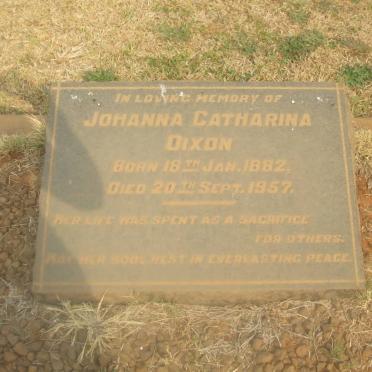 IN LOVING MEMORY OF
JOHANNA CATHARINA
DIXON
BORN 18TH JAN. 1882.
DIED 20TH SEPT. 1957.
HER LIFE WAS SPENT AS A SACRIFICE
FOR OTHERS.
MAY HER SOUL REST IN EVERLASTING PEACE.